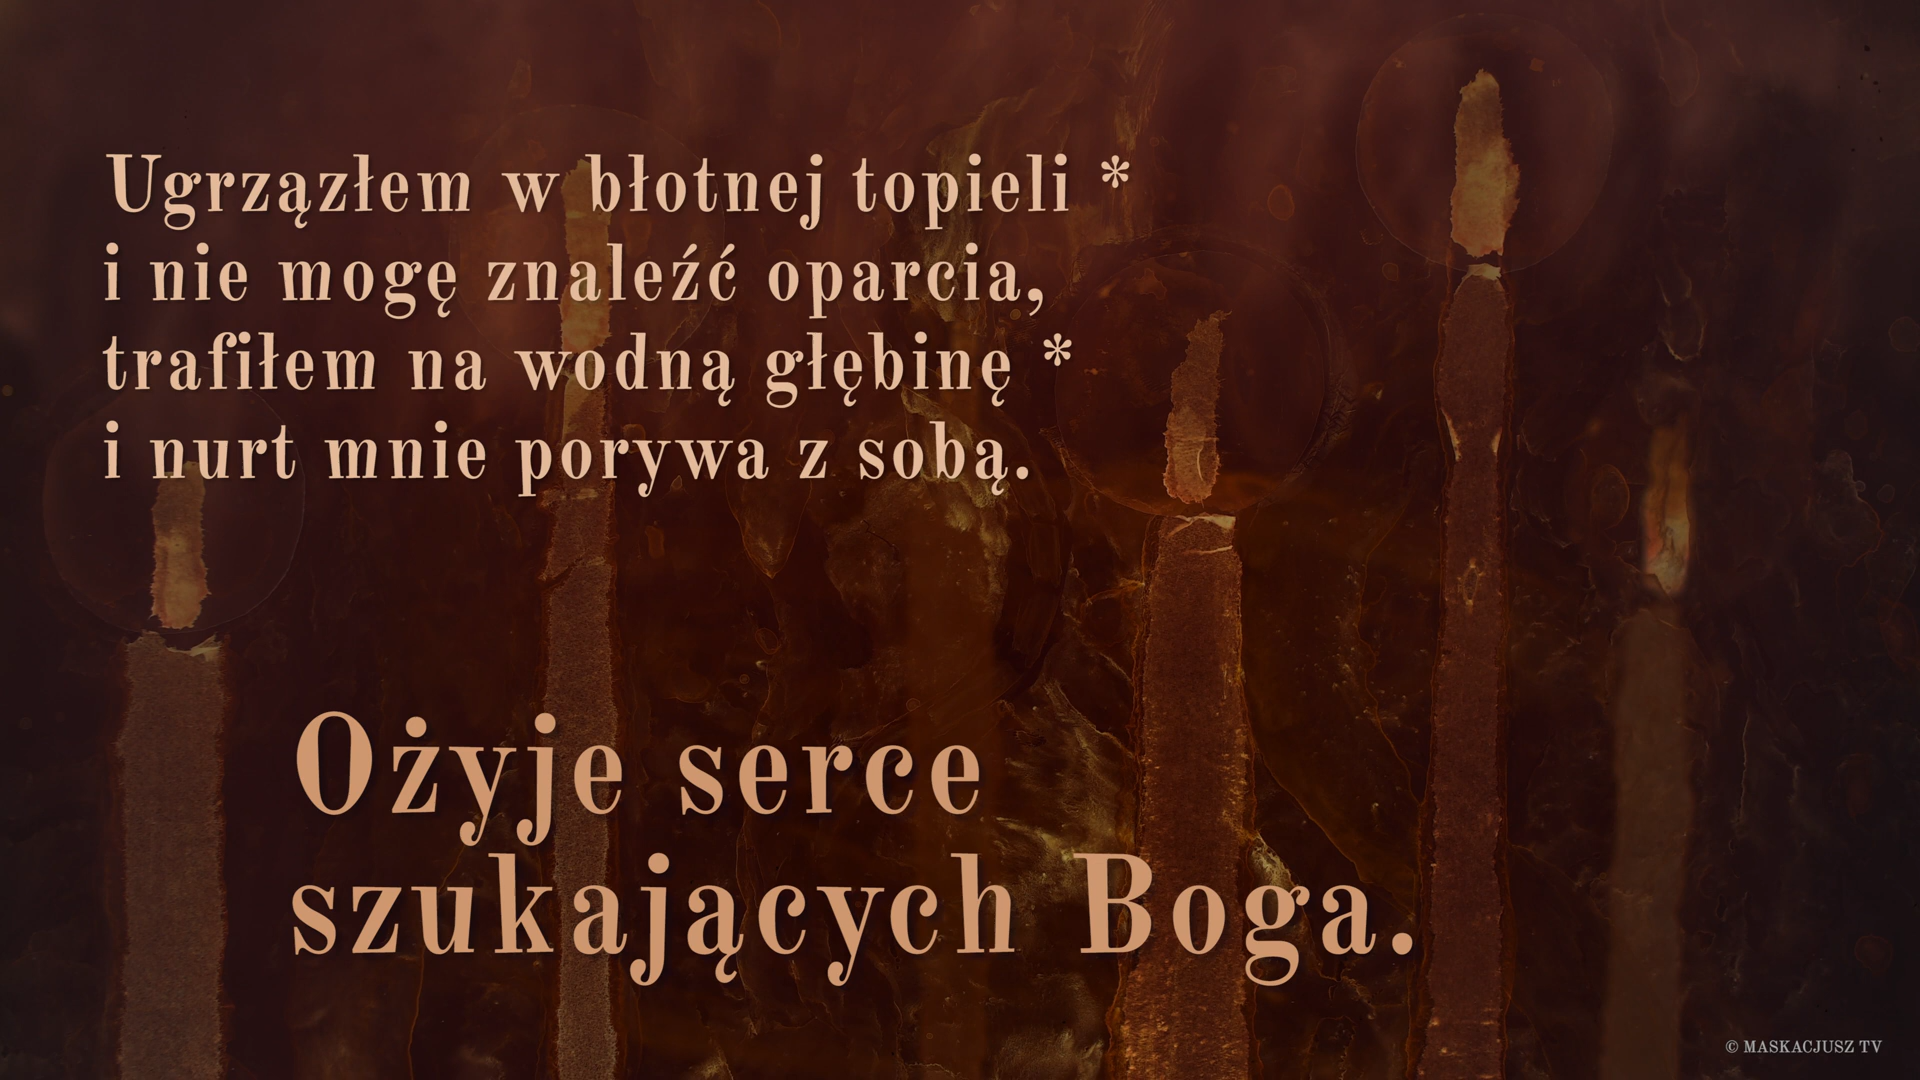 Ugrzązłem w błotnej topieli *
i nie mogę znaleźć oparcia,
trafiłem na wodną głębinę *
i nurt mnie porywa z sobą.
Ożyje serce
szukających Boga.
© MASKACJUSZ TV